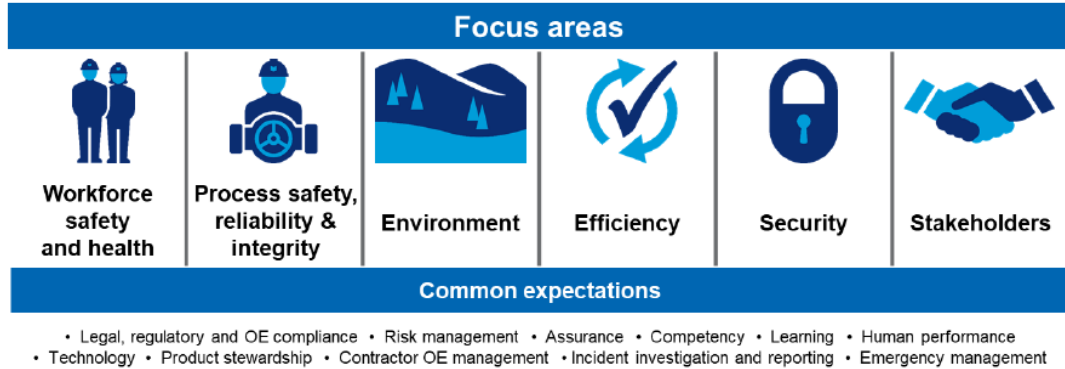 Focus areas
Workforce
safety
and health
Process safety,
reliability &
integrity
Environment
Efficiency
Security
Stakeholders
Common expectations
• Legal, regulatory and OE compliance • Risk management • Assurance • Competency • Learning • Human performance
• Technology • Product stewardship • Contractor OE management • Incident investigation and reporting • Emergency management